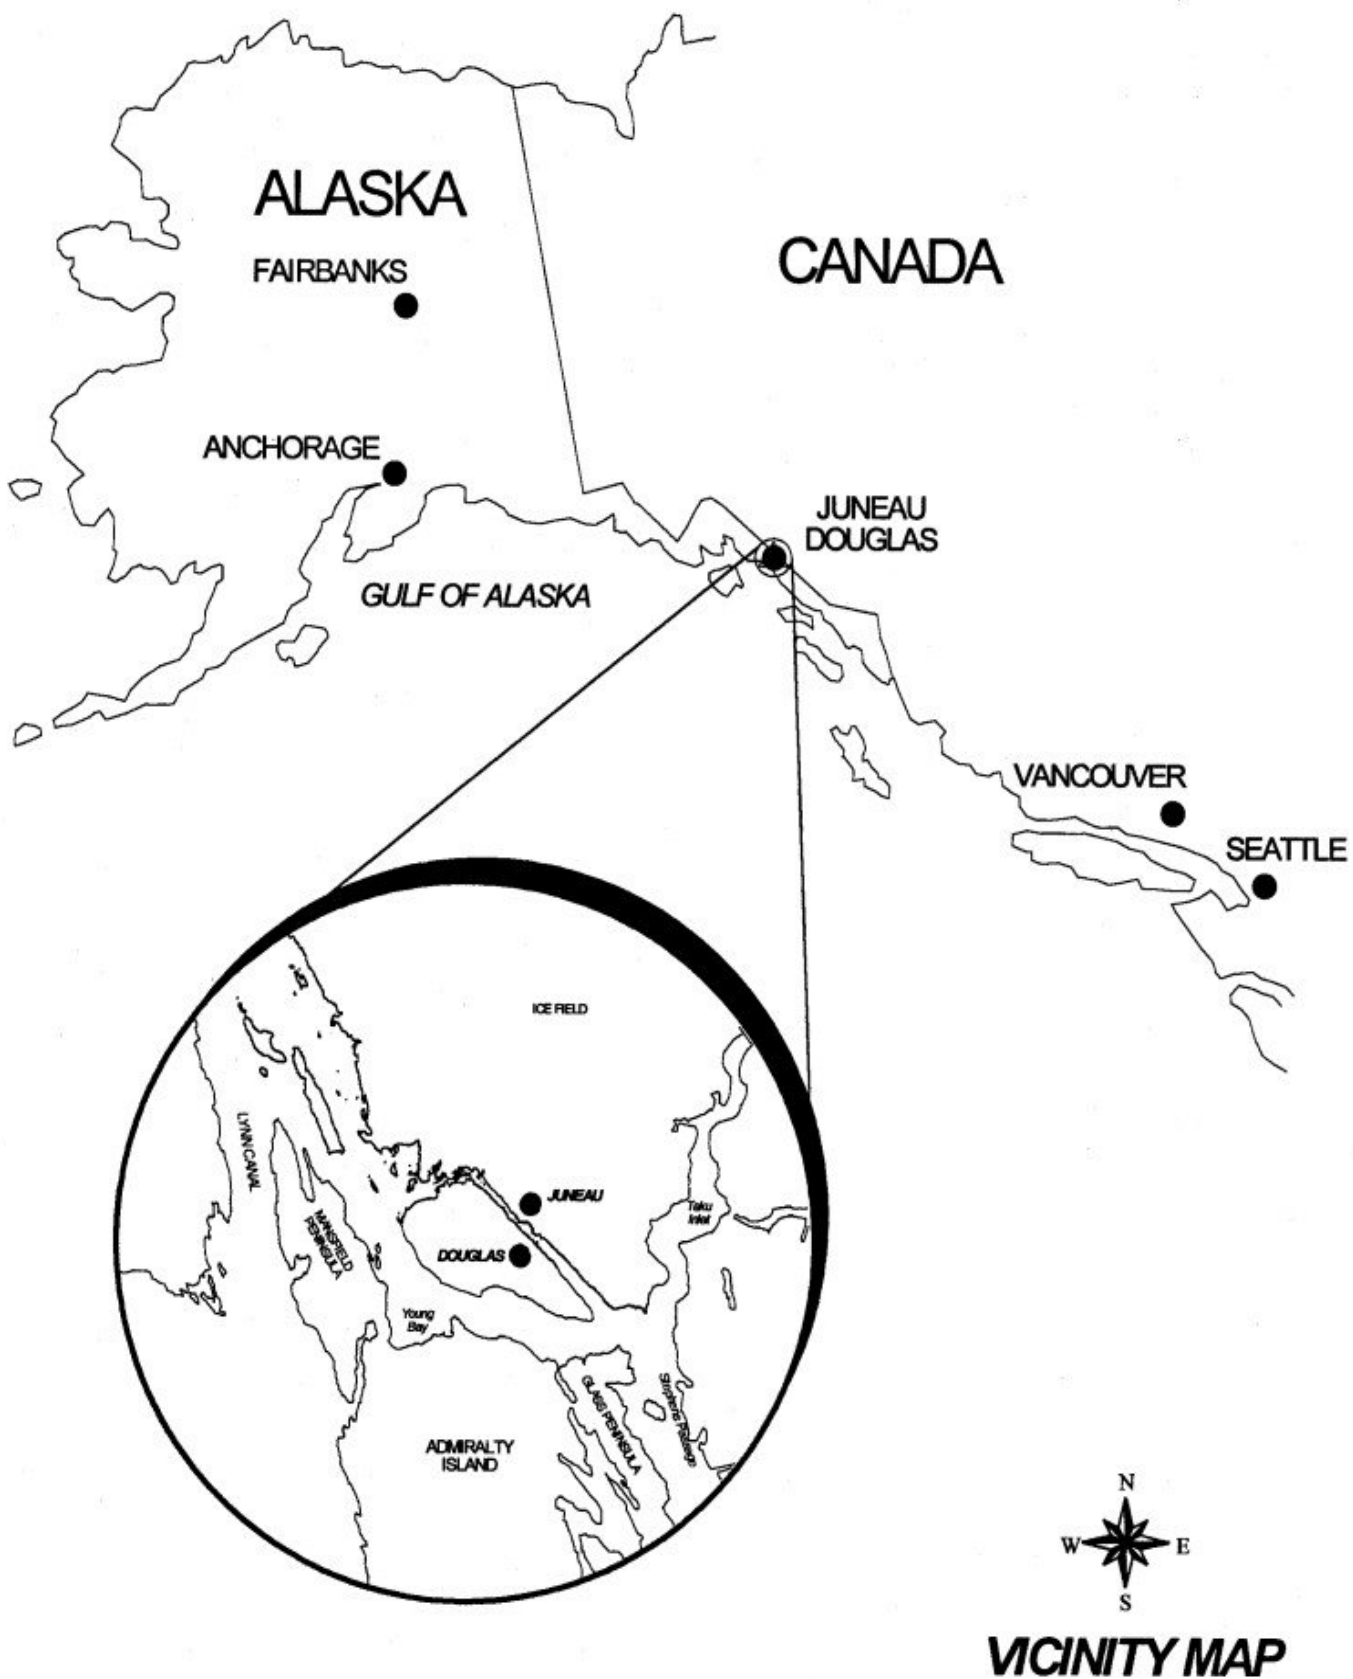 ALASKA
CANADA
FAIRBANKS
ANCHORAGE
JUNEAU
DOUGLAS
GULF OF ALASKA
VANCOUVER
SEATTLE
ICE FIELD
LYNN CANAL
JUNEAU
MANSFIELD
PENINSULA
Taku
Inlet
DOUGLAS
Young
Bay
GLASS PENINSULA
Stephens Passage
ADMIRALTY
ISLAND
N
W
E
S
VICINITY MAP